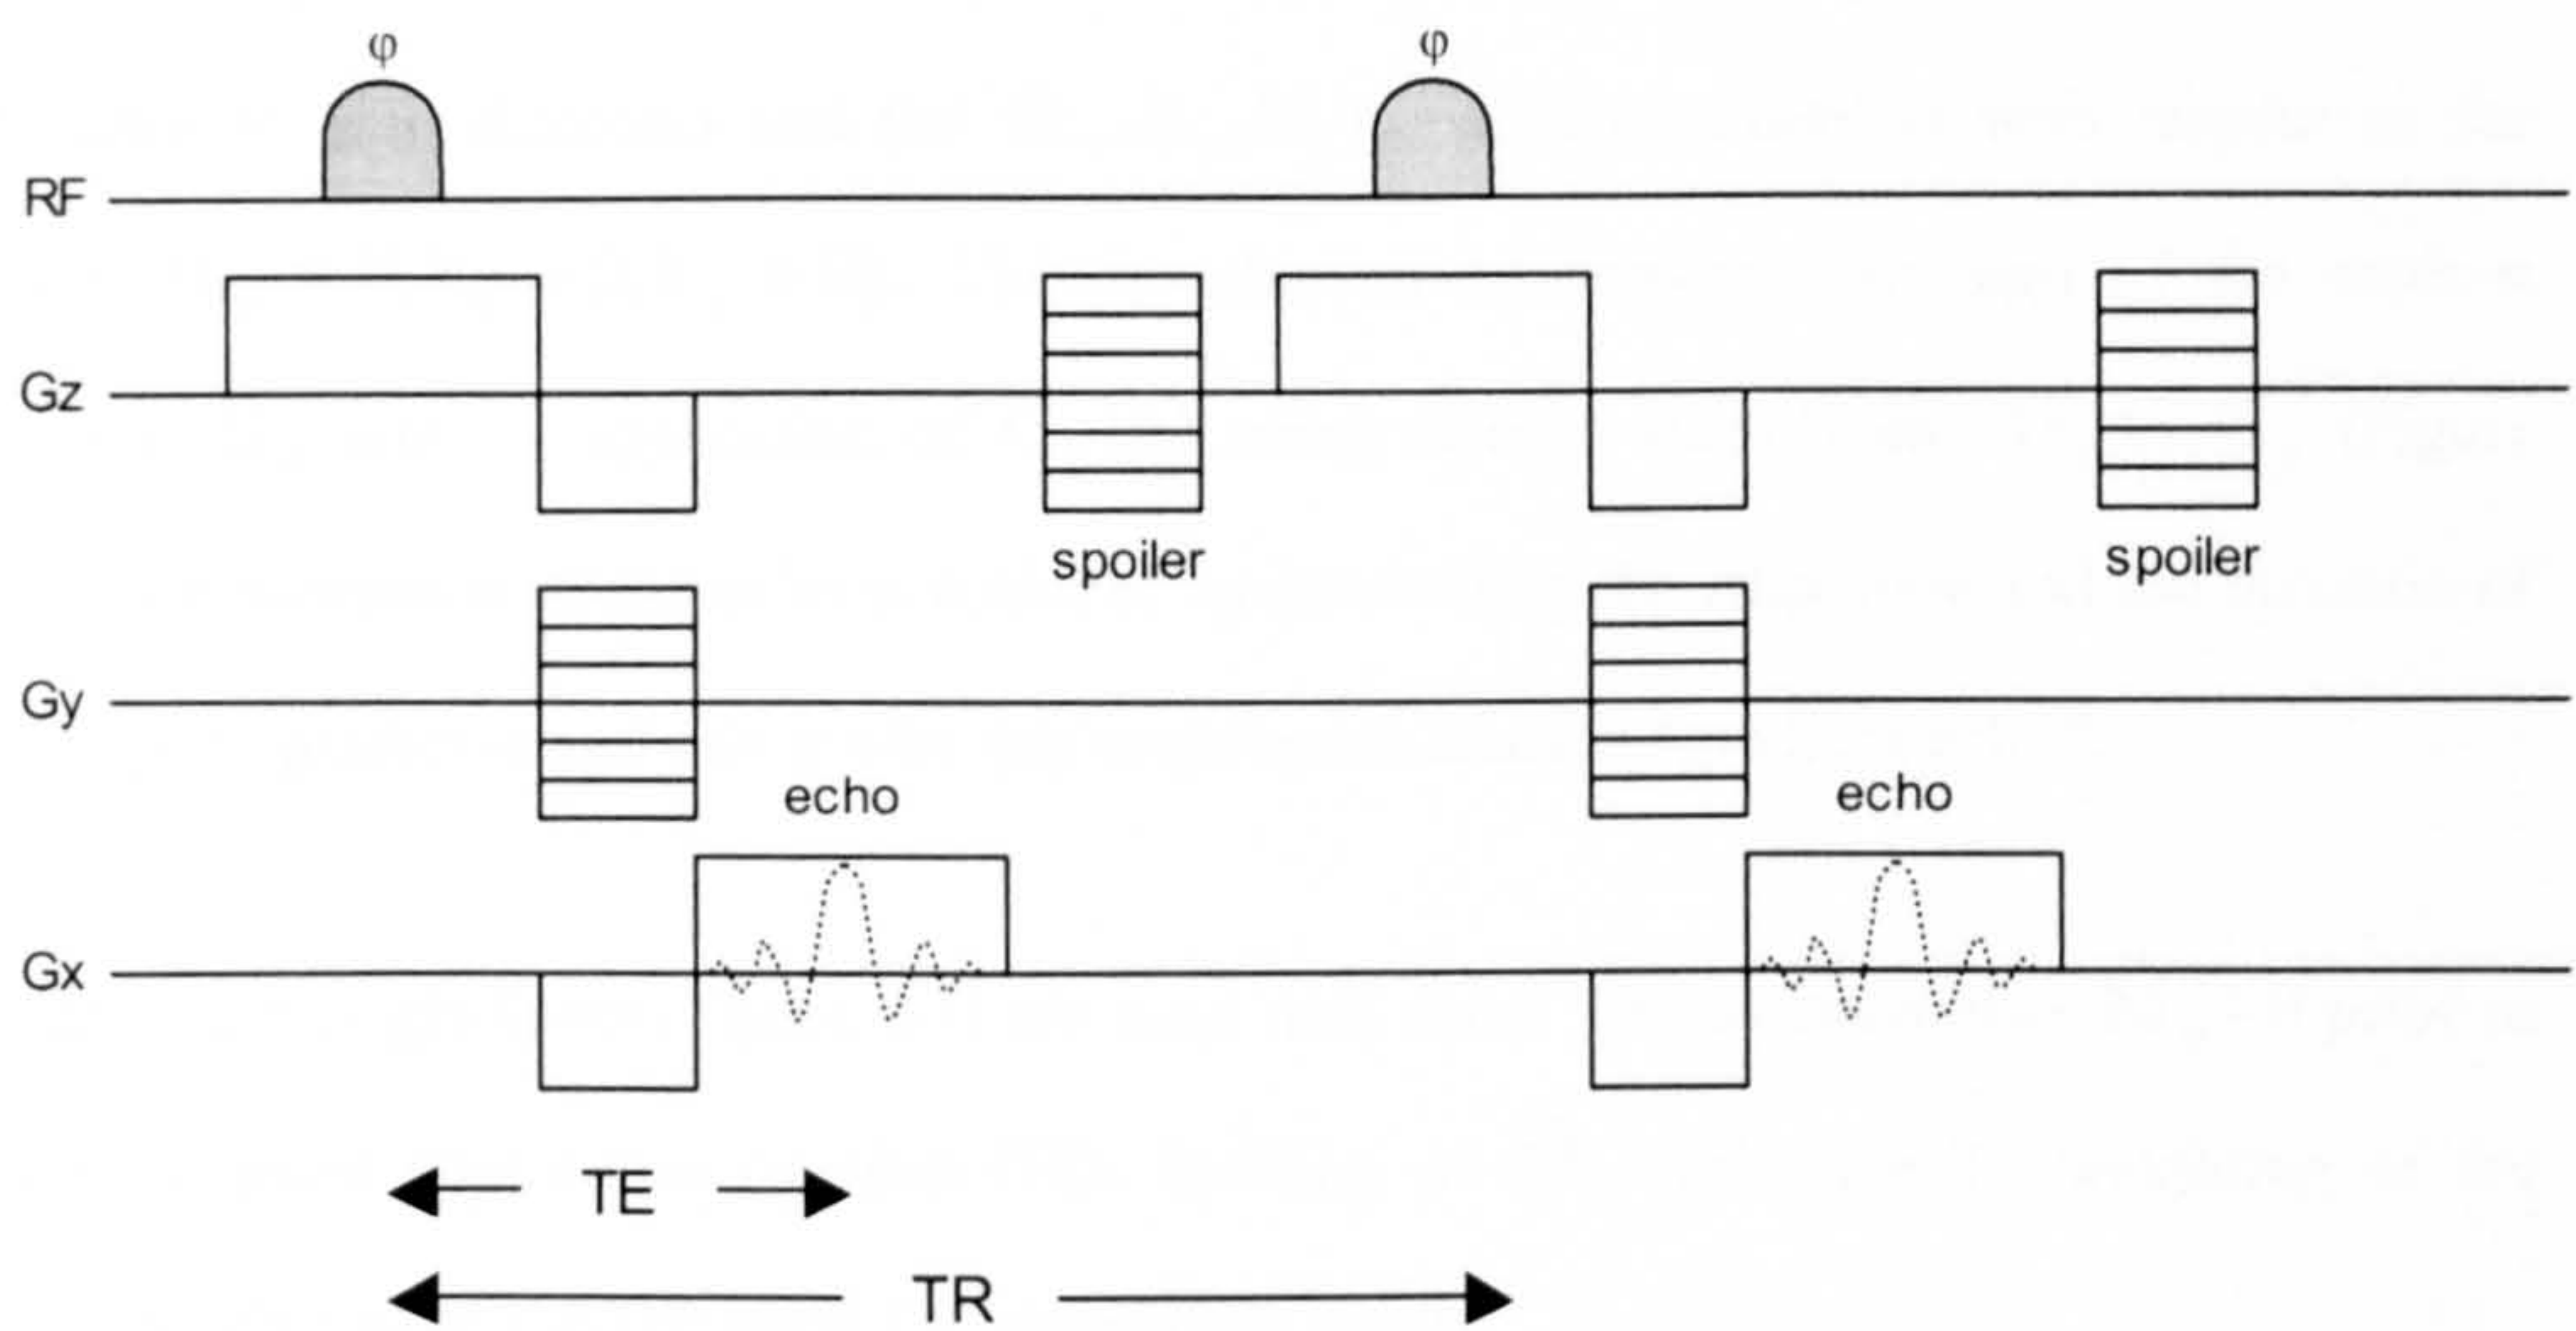 φ φ
RF
Gz
spoiler spoiler
Gy
echo echo
Gx
TE
TR